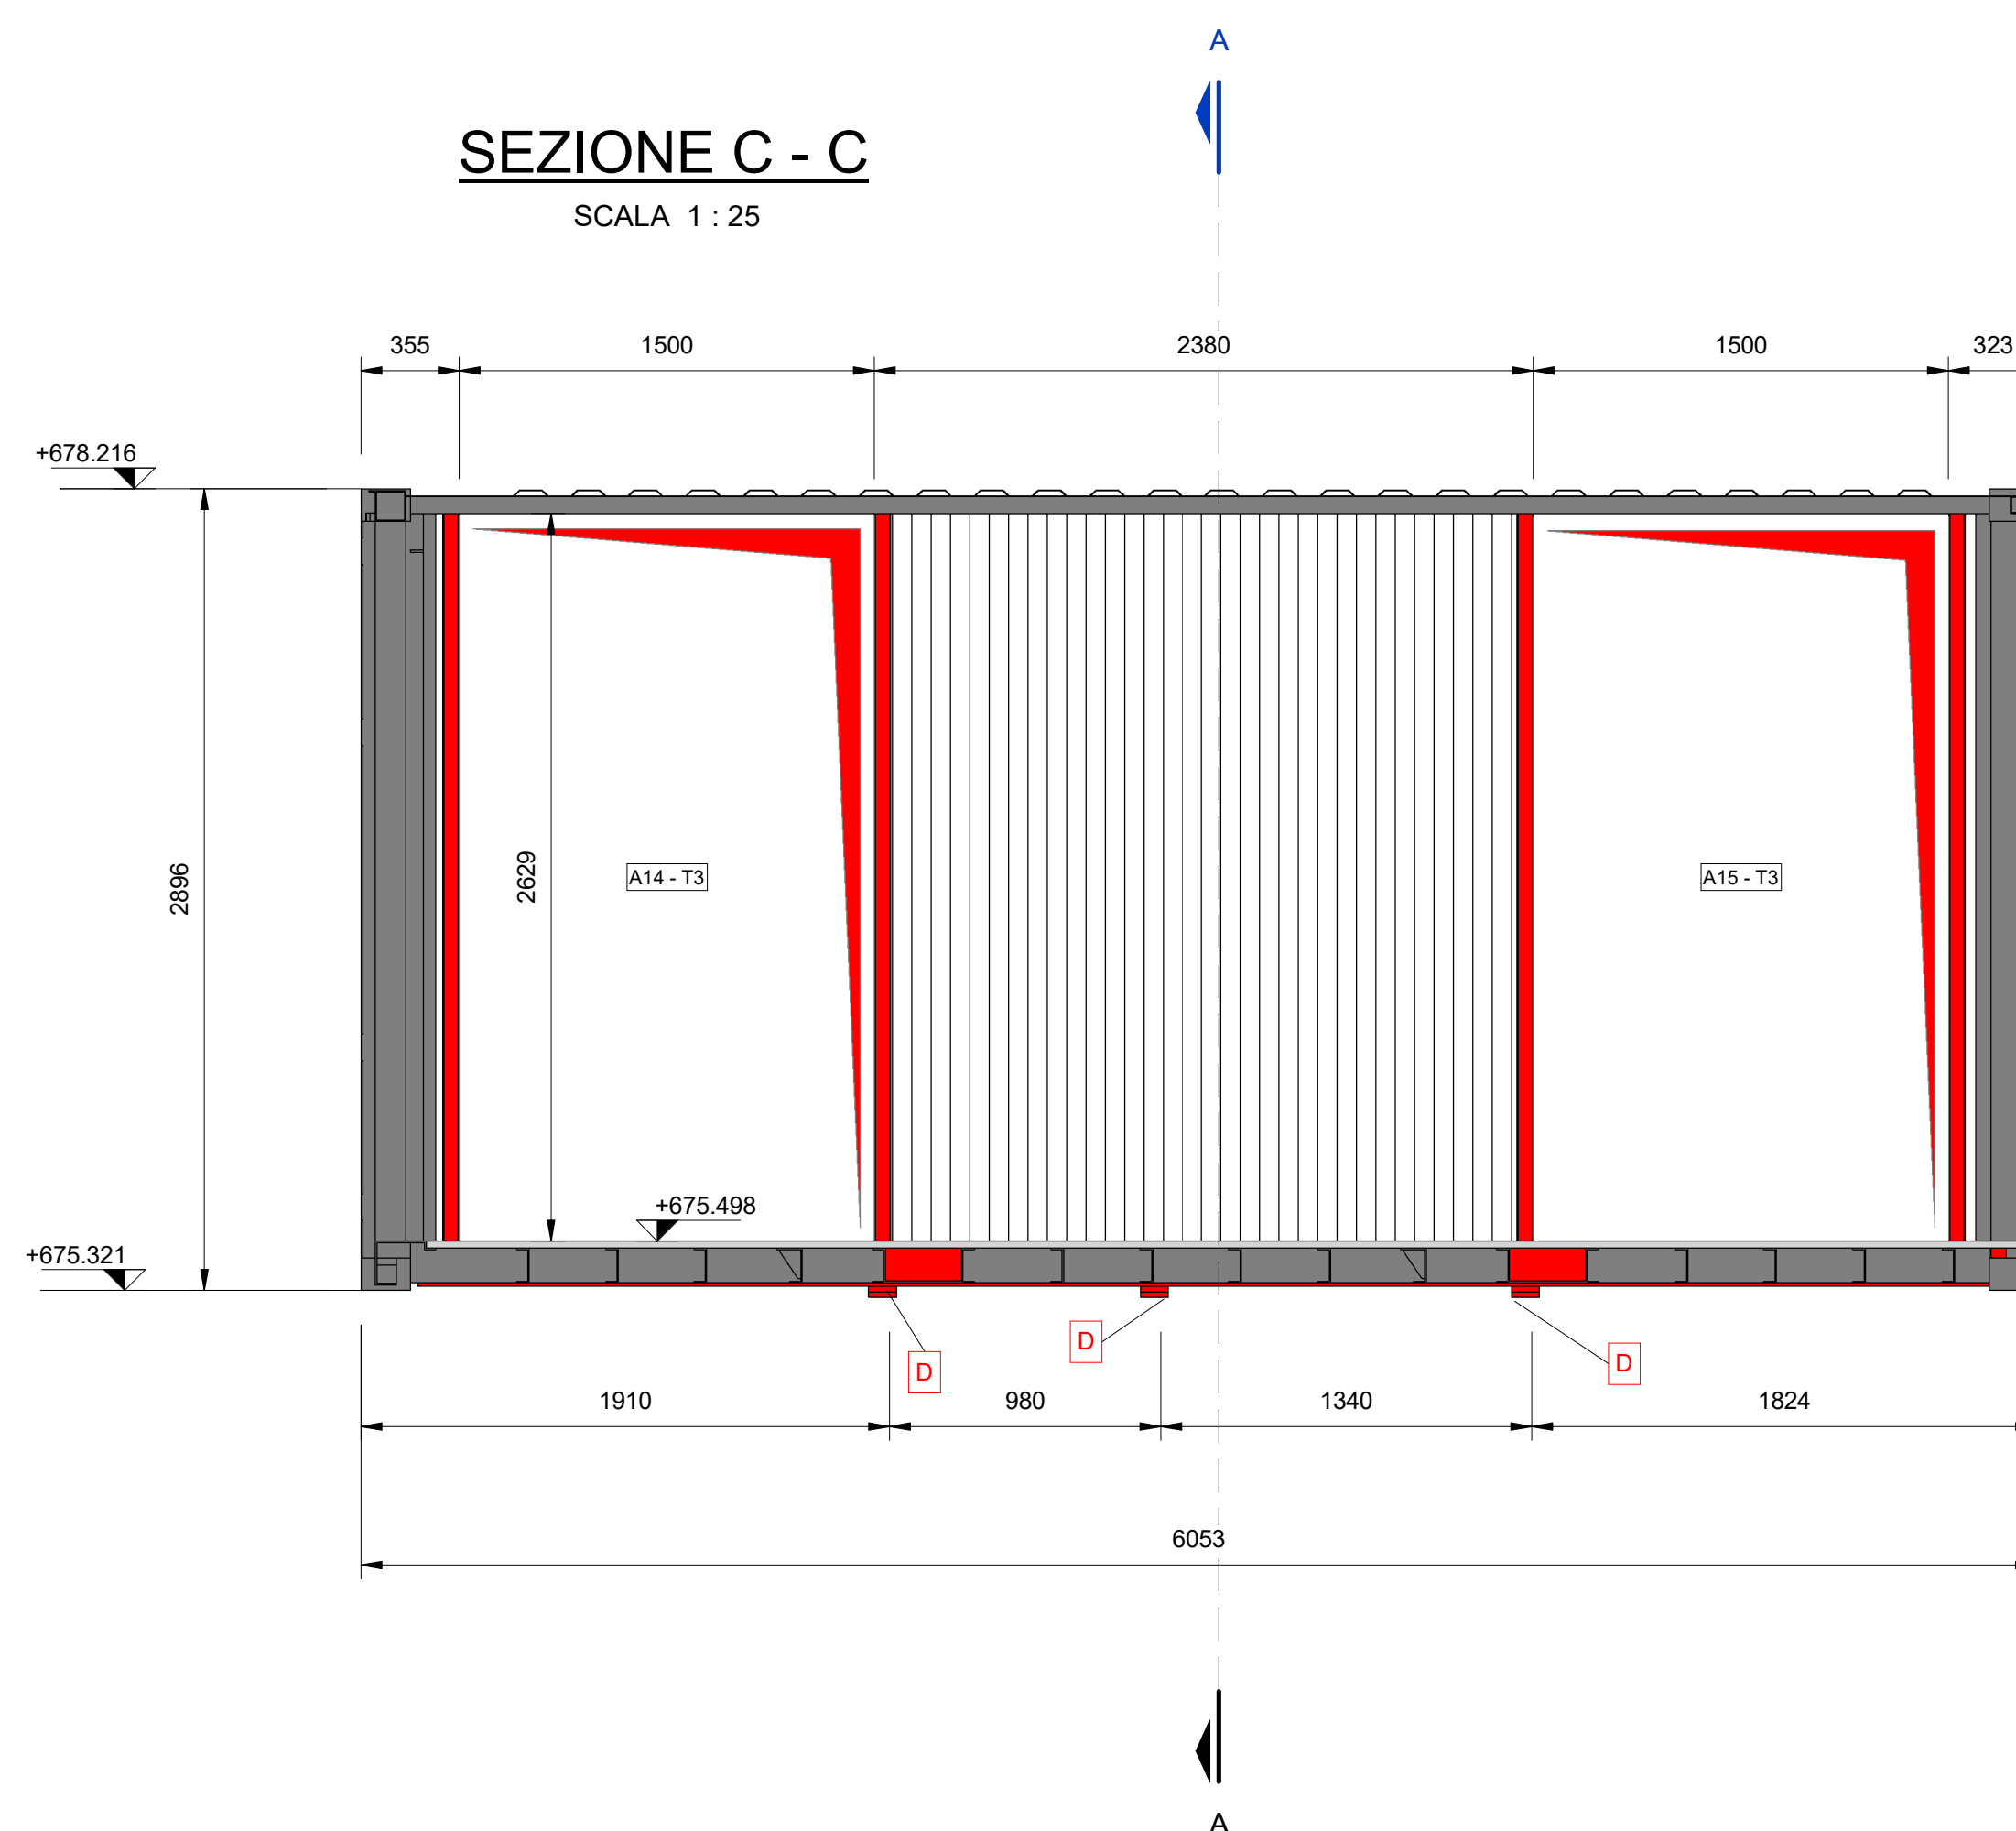 A
SEZIONE C - C
SCALA 1 : 25
355 1500 2380 1500 323
+678.216
2896
2629
A14 - T3
A15 - T3
+675.498
+675.321
D
D
D
1910 980 1340 1824
6053
A